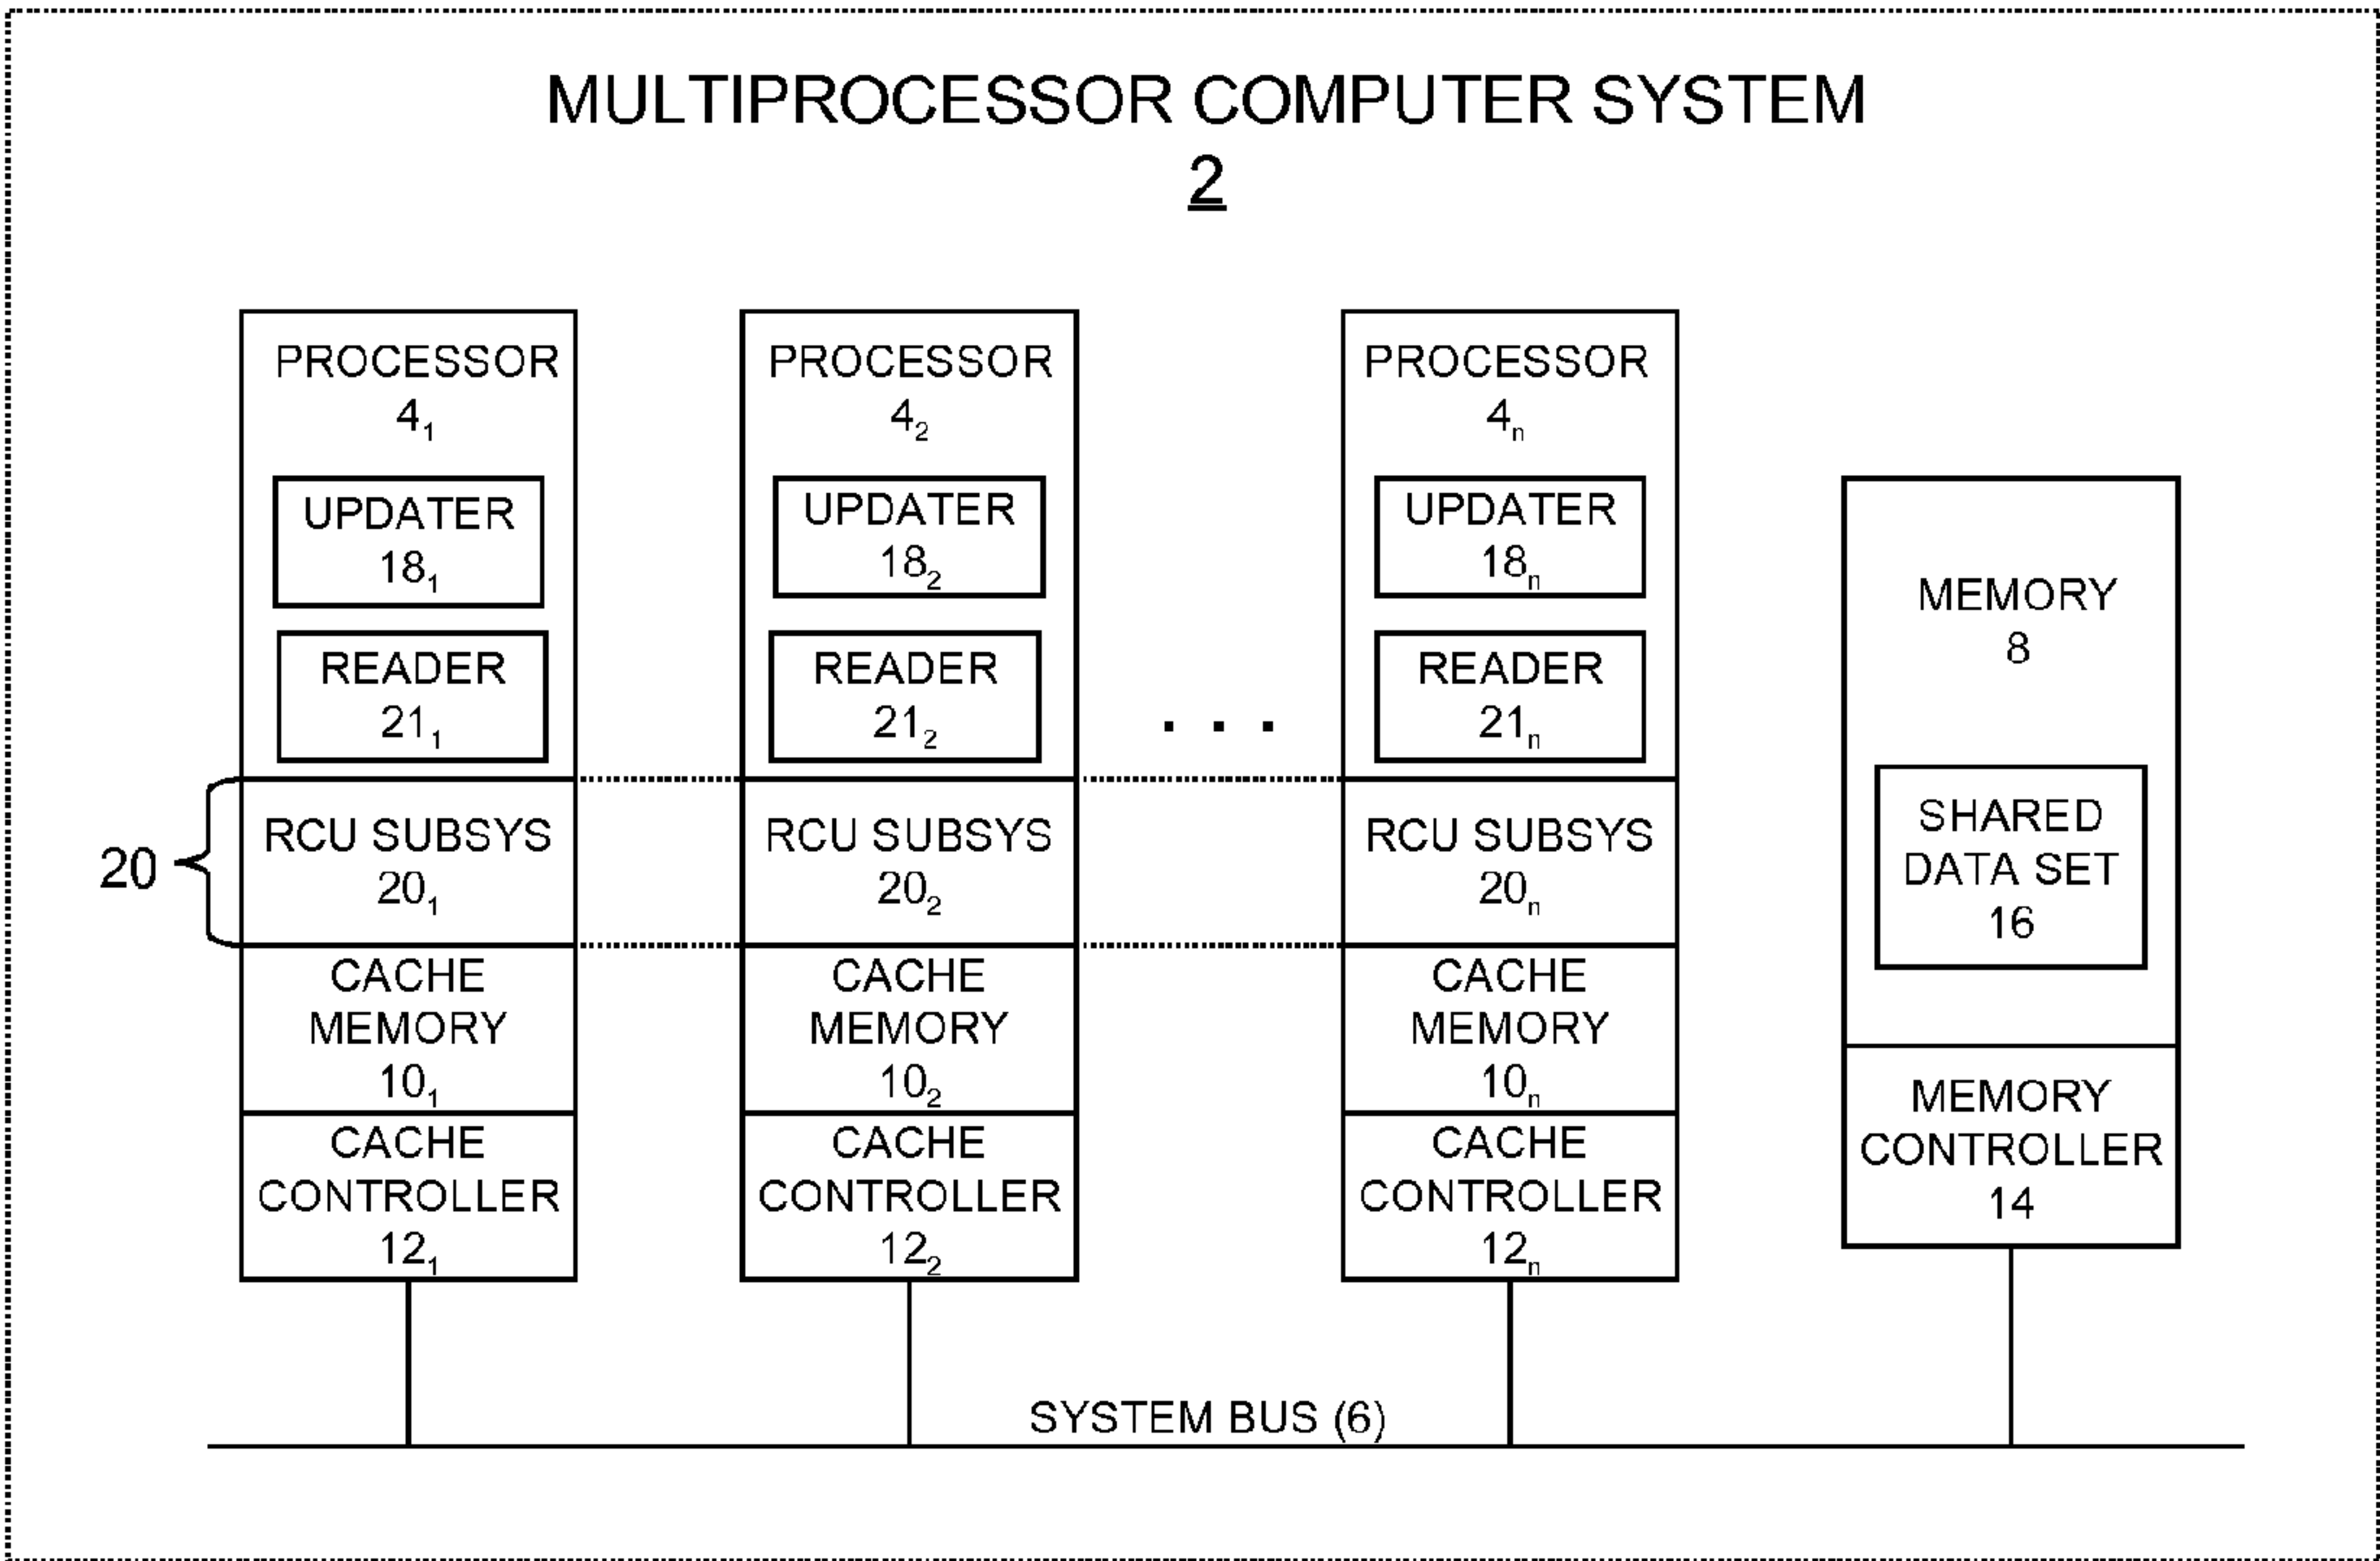 MULTIPROCESSOR COMPUTER SYSTEM
2
PROCESSOR
4₁
UPDATER
18₁
READER
21₁
RCU SUBSYS
20₁
CACHE
MEMORY
10₁
CACHE
CONTROLLER
12₁
20
PROCESSOR
4₂
UPDATER
18₂
READER
21₂
RCU SUBSYS
20₂
CACHE
MEMORY
10₂
CACHE
CONTROLLER
12₂
. . .
PROCESSOR
4ₙ
UPDATER
18ₙ
READER
21ₙ
RCU SUBSYS
20ₙ
CACHE
MEMORY
10ₙ
CACHE
CONTROLLER
12ₙ
MEMORY
8
SHARED
DATA SET
16
MEMORY
CONTROLLER
14
SYSTEM BUS (6)